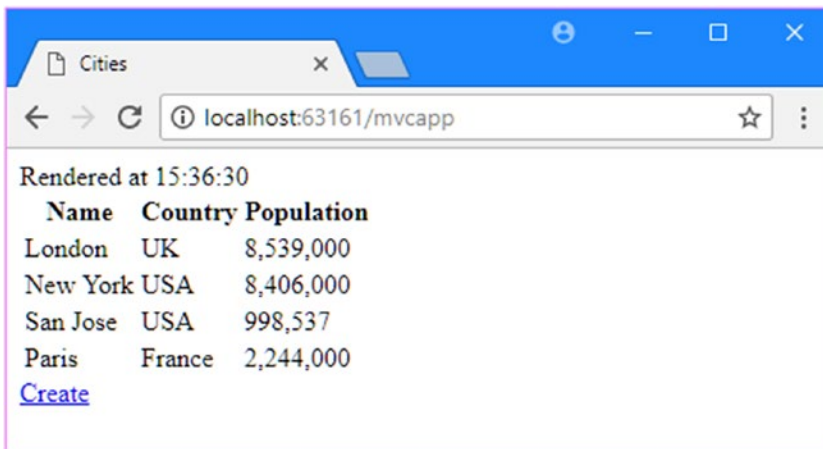 Cities
localhost:63161/mvcapp
Rendered at 15:36:30
Name Country Population
London UK 8,539,000
New York USA 8,406,000
San Jose USA 998,537
Paris France 2,244,000
Create